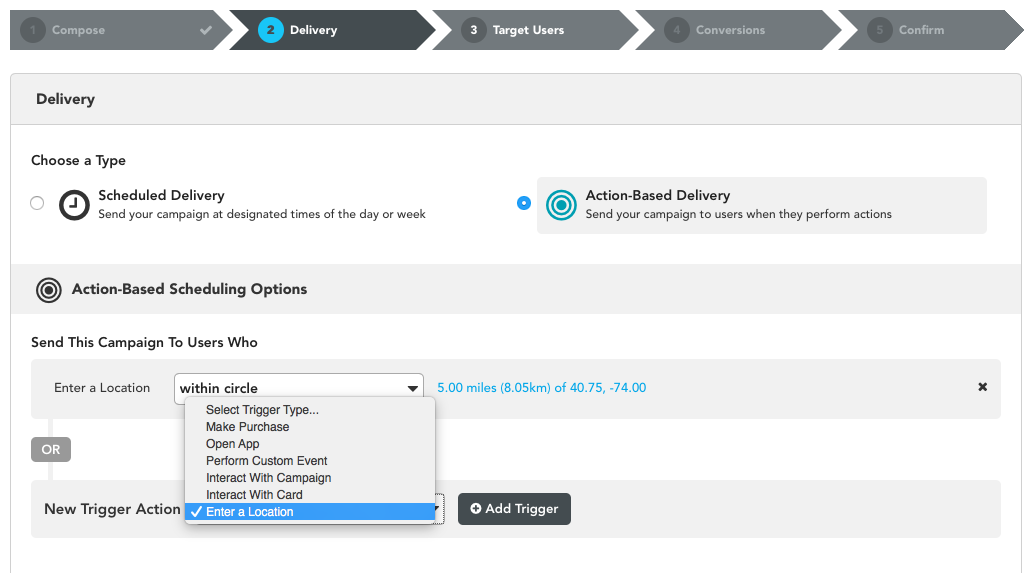 1 Compose
2 Delivery
3 Target Users
4 Conversions
5 Confirm
Delivery
Choose a Type
Scheduled Delivery
Send your campaign at designated times of the day or week
Action-Based Delivery
Send your campaign to users when they perform actions
Action-Based Scheduling Options
Send This Campaign To Users Who
Enter a Location within circle 5.00 miles (8.05km) of 40.75, -74.00
Select Trigger Type...
Make Purchase
Open App
Perform Custom Event
Interact With Campaign
Interact With Card
Enter a Location
OR
New Trigger Action
Add Trigger